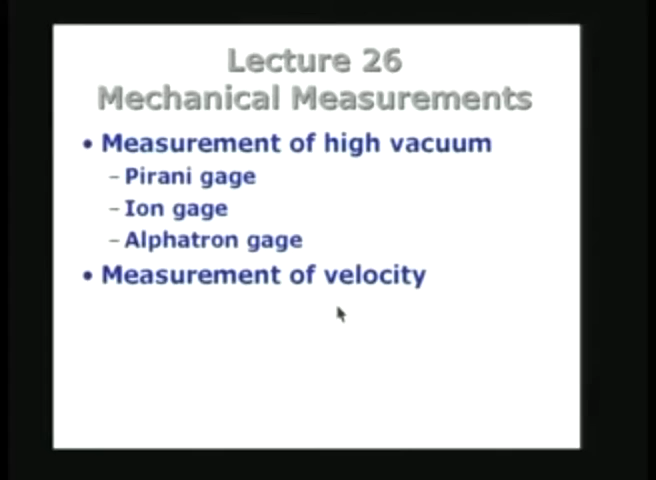 Lecture 26
Mechanical Measurements
• Measurement of high vacuum
– Pirani gage
– Ion gage
– Alphatron gage
• Measurement of velocity